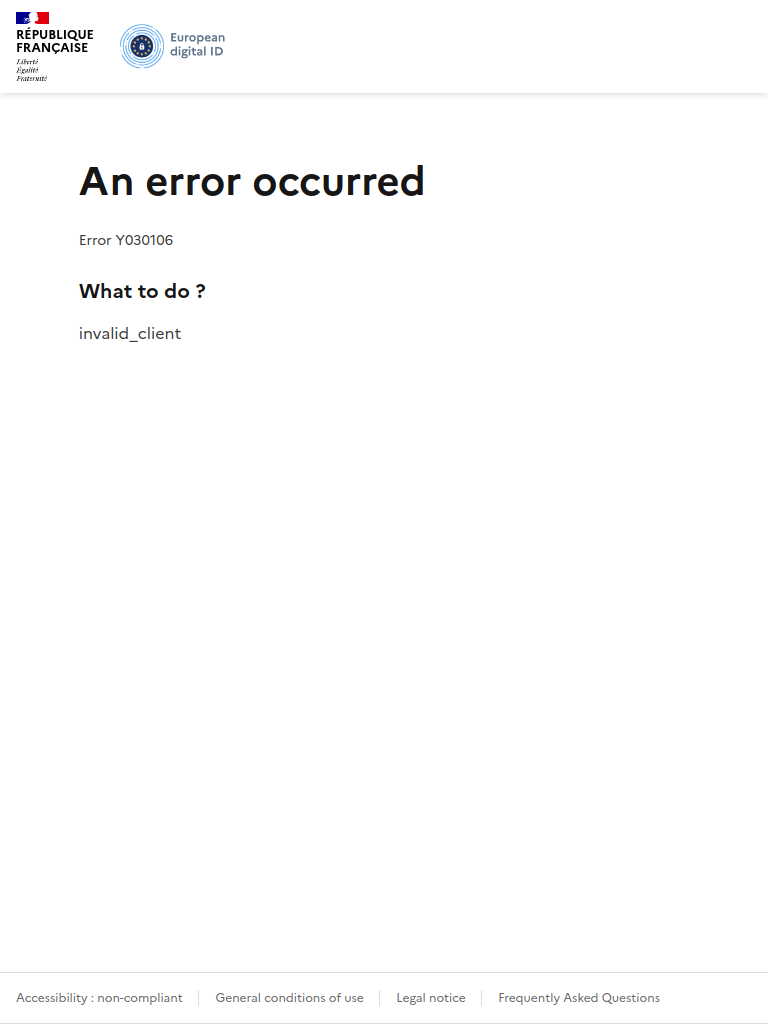 RÉPUBLIQUE
FRANÇAISE
Liberté
Égalité
Fraternité
European
digital ID
An error occurred
Error Y030106
What to do ?
invalid_client
Accessibility : non-compliant
General conditions of use
Legal notice
Frequently Asked Questions